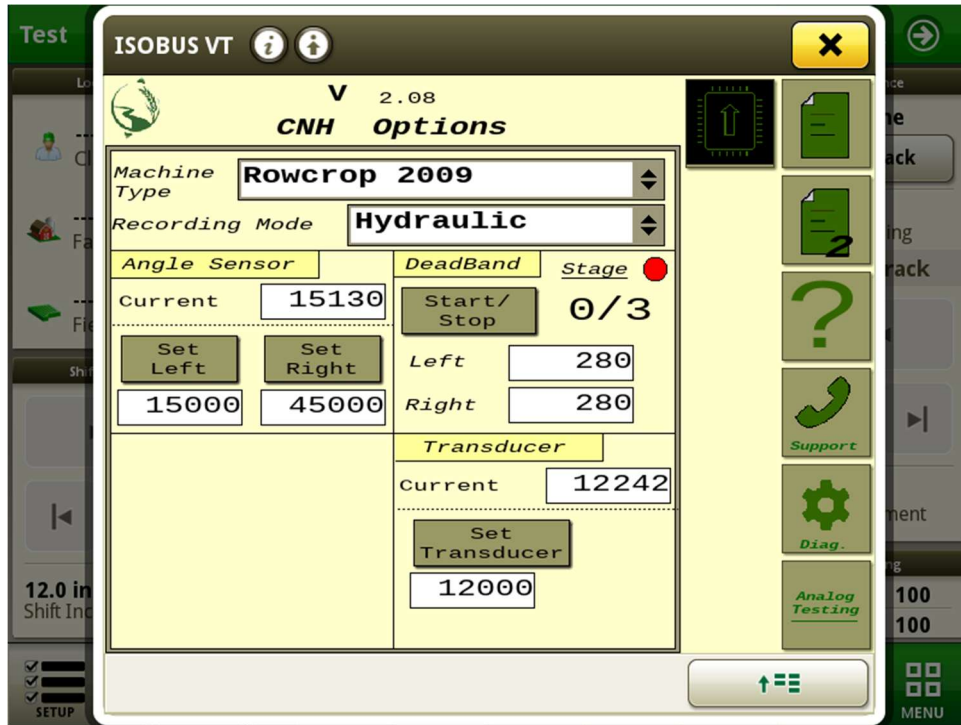 Test
ISOBUS VT
V 2.08
CNH Options
Machine Type
Rowcrop 2009
Recording Mode
Hydraulic
Angle Sensor
Current 15130
Set Left
Set Right
15000 45000
DeadBand
Stage
Start/
Stop
0/3
Left 280
Right 280
Transducer
Current 12242
Set
Transducer
12000
2
?
Support
Diag.
Analog
Testing
12.0 in
100
100
SETUP
MENU